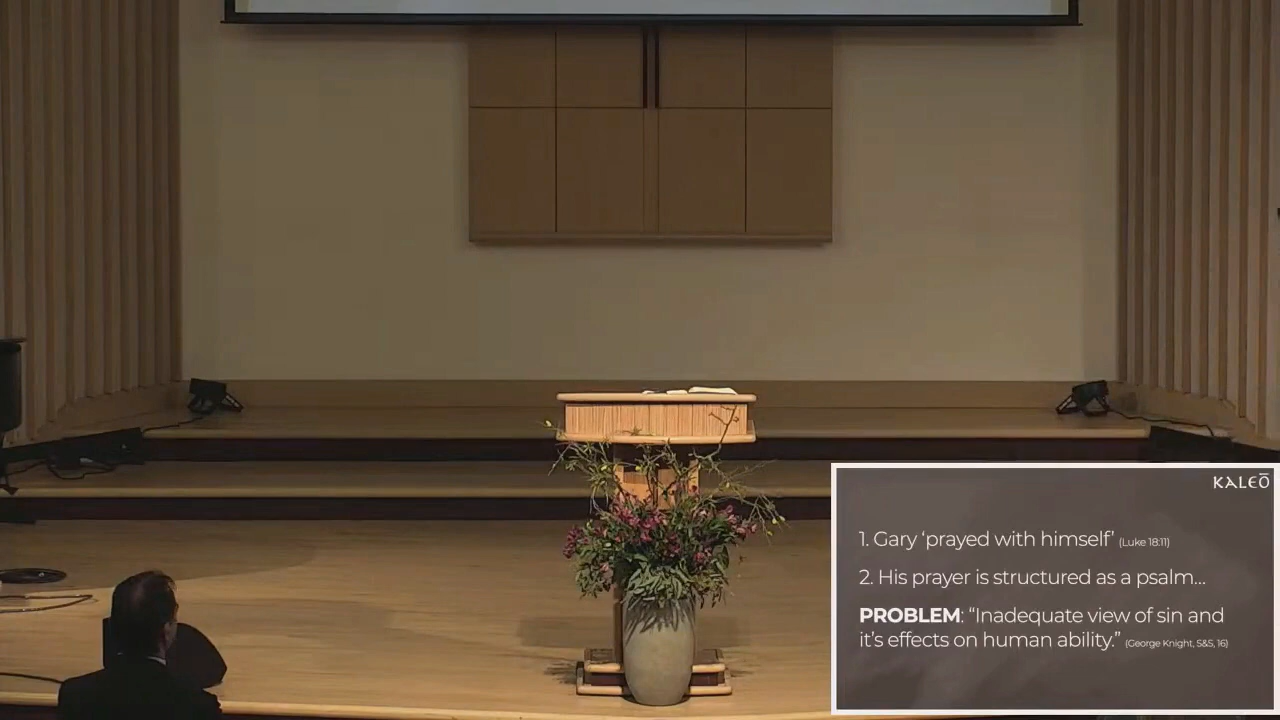 KALEŌ
1. Gary ‘prayed with himself’ (Luke 18:11)
2. His prayer is structured as a psalm...
PROBLEM: “Inadequate view of sin and
it’s effects on human ability.” (George Knight, S&S, 16)